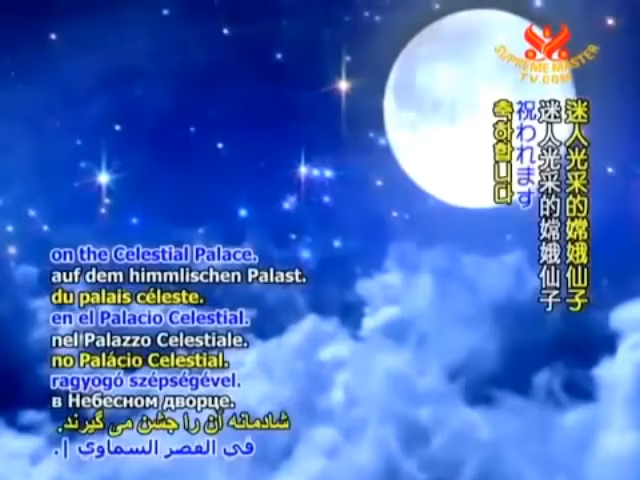 SUPREME MASTER
TV.COM
迷人光采的嫦娥仙子
迷人光采的嫦娥仙子
祝われます
축하합니다
on the Celestial Palace.
auf dem himmlischen Palast.
du palais céleste.
en el Palacio Celestial.
nel Palazzo Celestiale.
no Palácio Celestial.
ragyogó szépségével.
в Небесном дворце.
شادمانه آن را جشن می گیرند.
في القصر السماوي |.